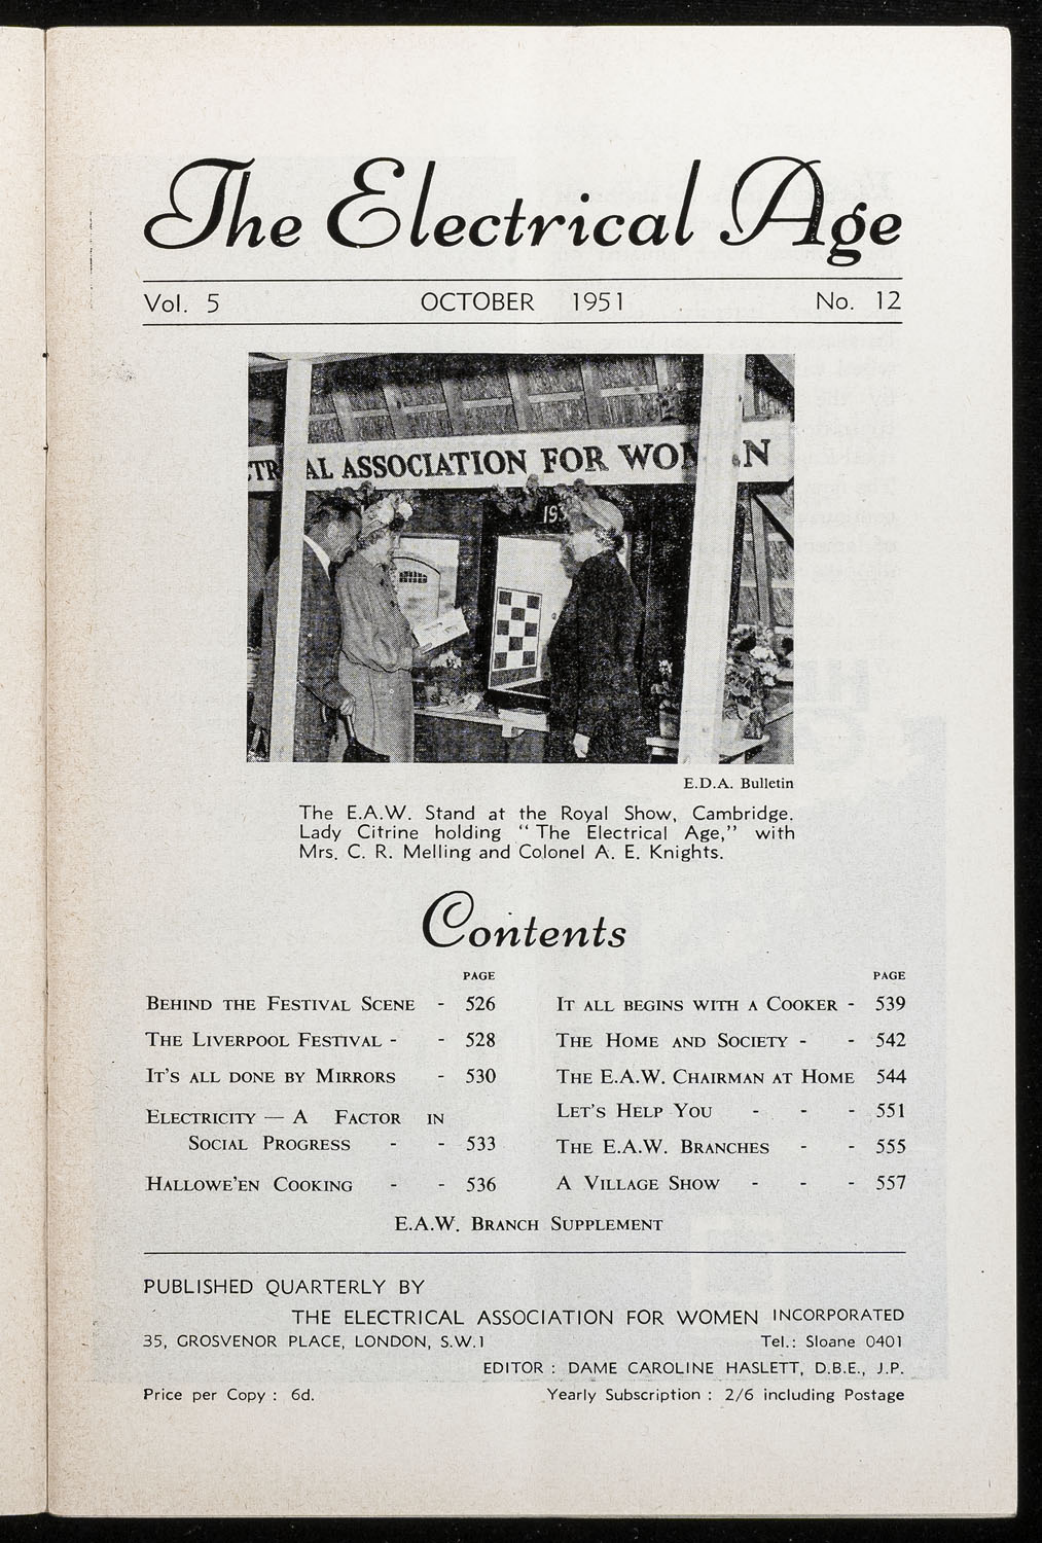 The Electrical Age
Vol. 5 OCTOBER 1951 No. 12
CTR AL ASSOCIATION FOR WOM N
195
E.D.A. Bulletin
The E.A.W. Stand at the Royal Show, Cambridge.
Lady Citrine holding “The Electrical Age,” with
Mrs. C. R. Melling and Colonel A. E. Knights.
Contents
PAGE
BEHIND THE FESTIVAL SCENE - 526
THE LIVERPOOL FESTIVAL - - 528
IT'S ALL DONE BY MIRRORS - 530
ELECTRICITY — A FACTOR IN
SOCIAL PROGRESS - - 533
HALLOWE'EN COOKING - - 536
PAGE
IT ALL BEGINS WITH A COOKER - 539
THE HOME AND SOCIETY - - 542
THE E.A.W. CHAIRMAN AT HOME 544
LET'S HELP YOU - - - 551
THE E.A.W. BRANCHES - - 555
A VILLAGE SHOW - - - 557
E.A.W. BRANCH SUPPLEMENT
PUBLISHED QUARTERLY BY
THE ELECTRICAL ASSOCIATION FOR WOMEN INCORPORATED
35, GROSVENOR PLACE, LONDON, S.W.1 Tel.: Sloane 0401
EDITOR : DAME CAROLINE HASLETT, D.B.E., J.P.
Price per Copy : 6d. Yearly Subscription : 2/6 including Postage